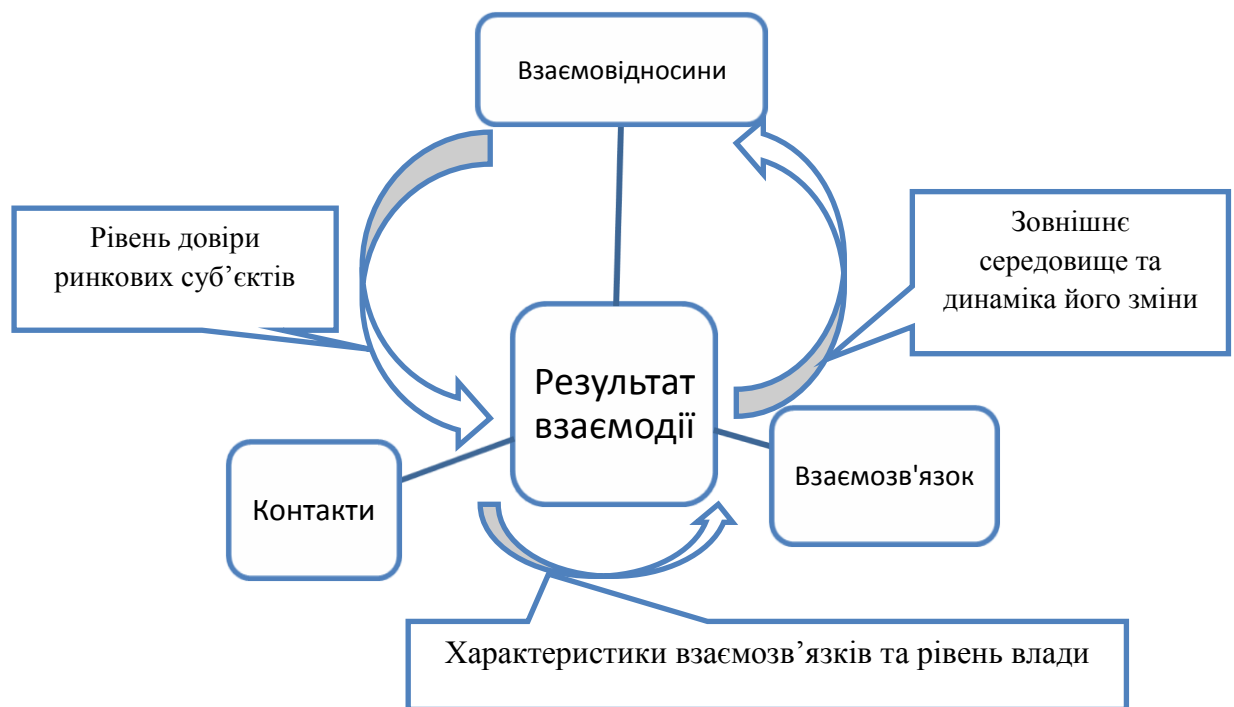 Взаємовідносини
Рівень довіри
ринкових суб’єктів
Зовнішнє
середовище та
динаміка його зміни
Результат
взаємодії
Контакти
Взаємозв'язок
Характеристики взаємозв’язків та рівень влади